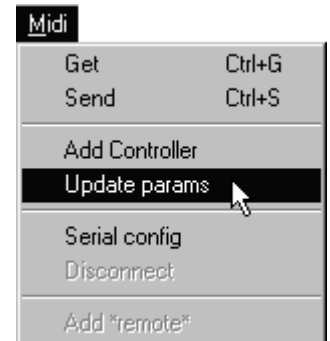 Midi
Get Ctrl+G
Send Ctrl+S
Add Controller
Update params
Serial config
Disconnect
Add *remote*